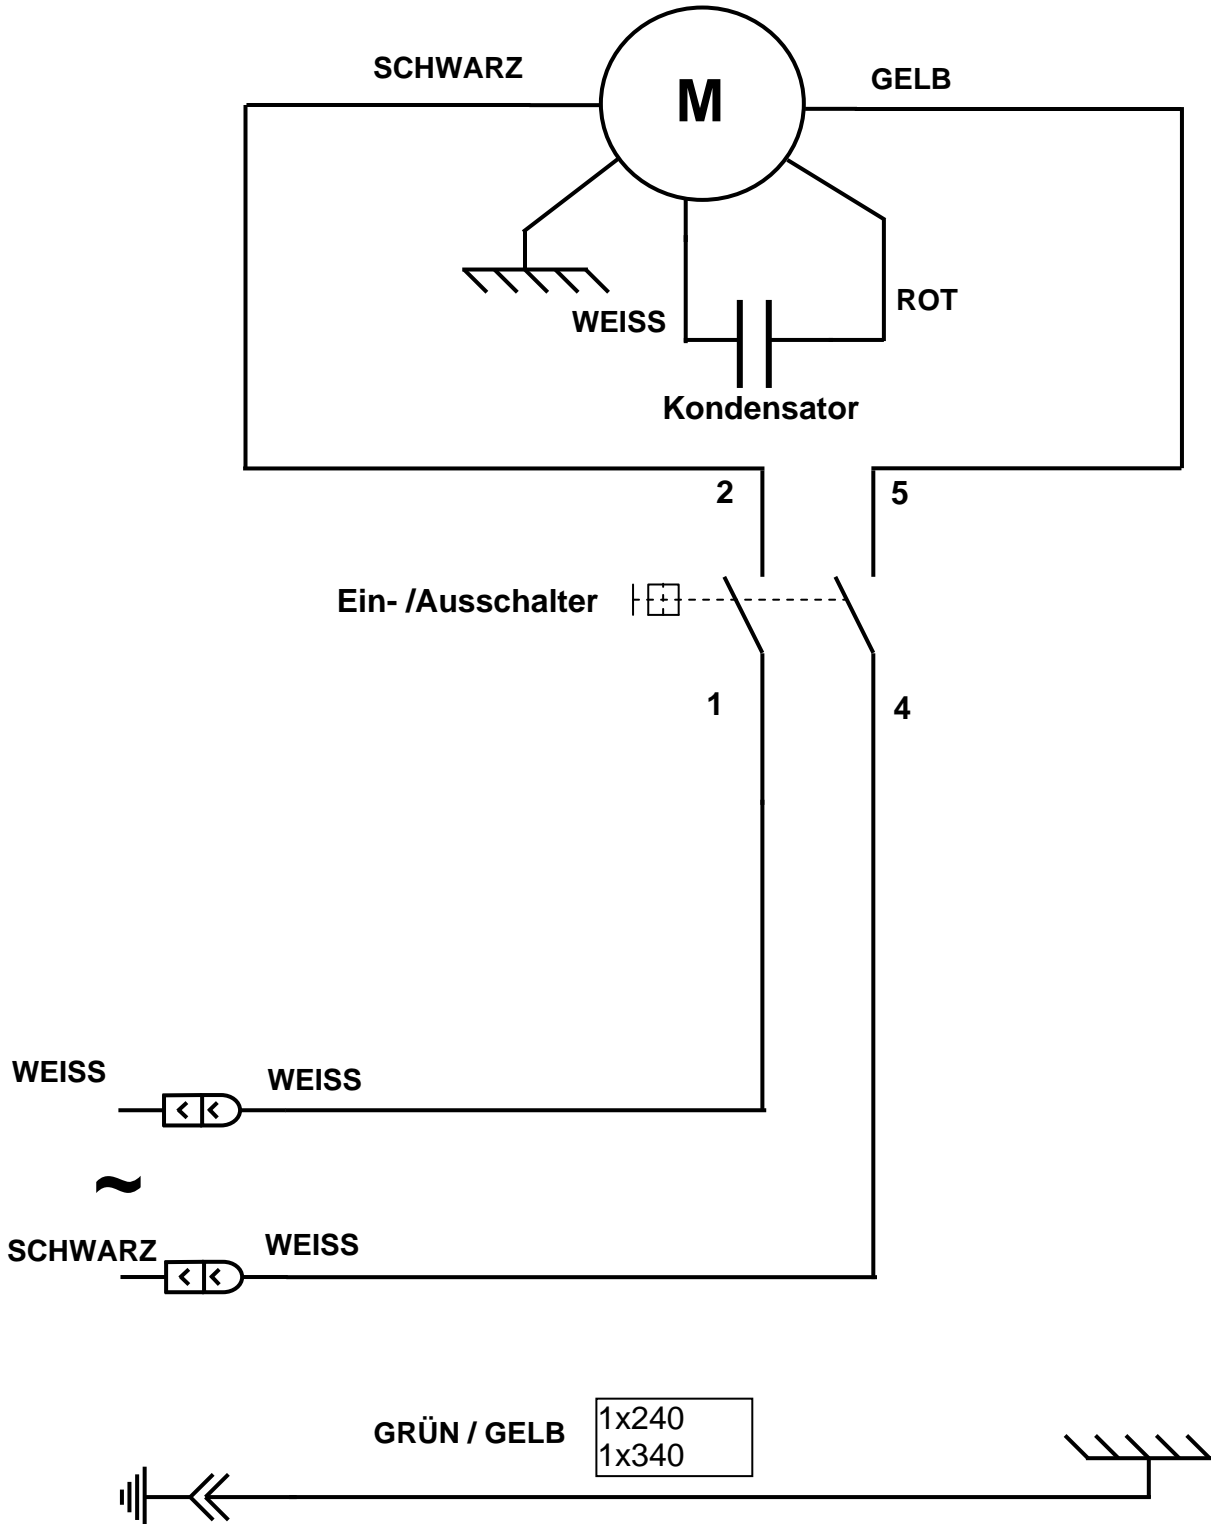 SCHWARZ
GELB
M
WEISS
ROT
Kondensator
2
5
Ein- /Ausschalter
1
4
WEISS
WEISS
~
SCHWARZ
WEISS
GRÜN / GELB
1x240
1x340